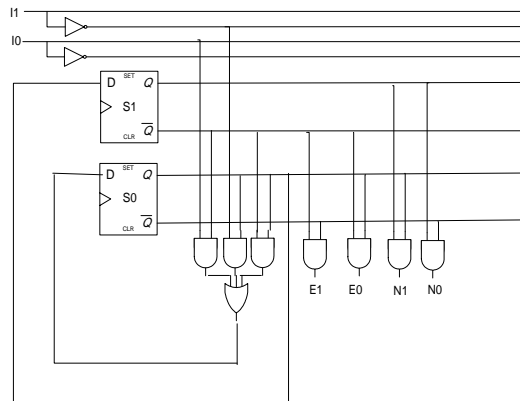 I1
I0
D SET Q
S1
CLR Q
D SET Q
S0
CLR Q
E1 E0 N1 N0